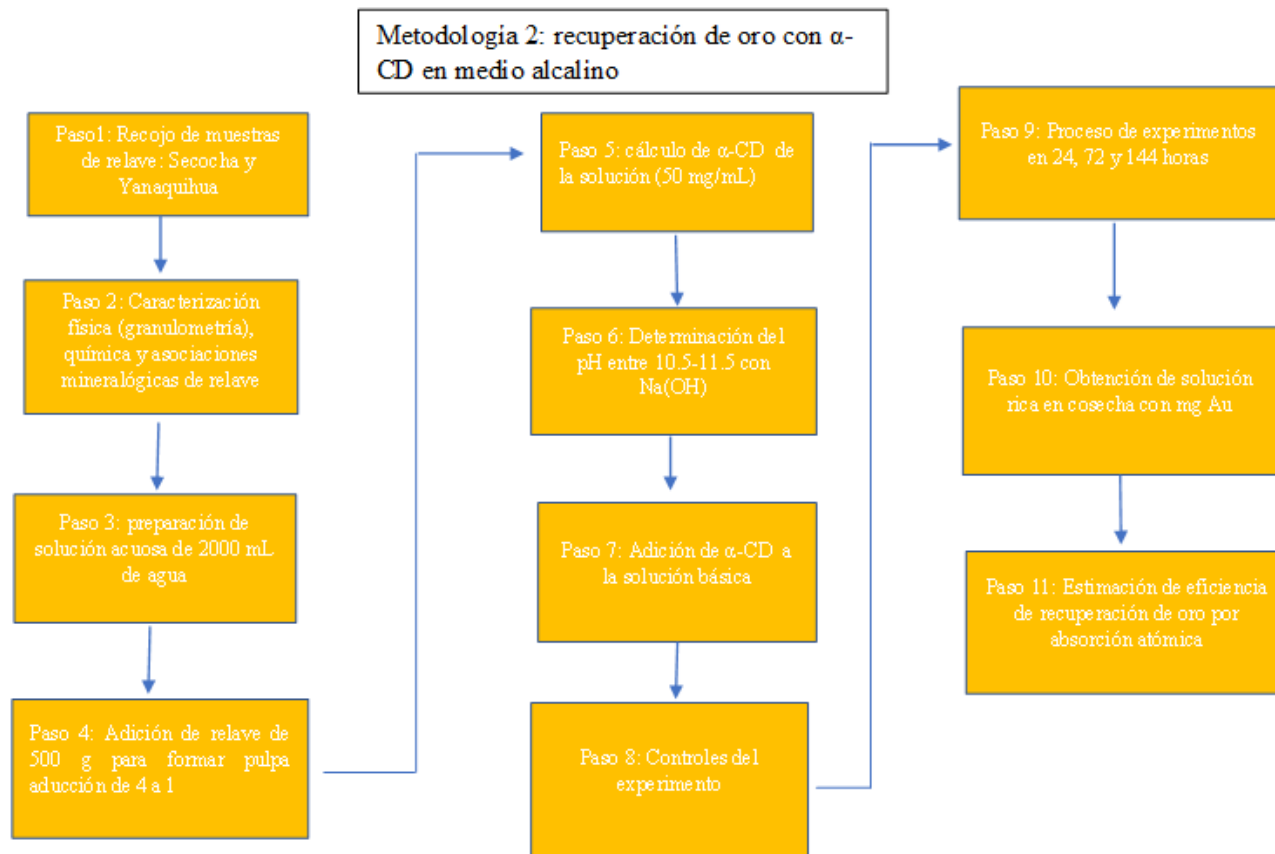 Metodologia 2: recuperación de oro con α-
CD en medio alcalino
Paso1: Recojo de muestras
de relave: Secocha y
Yanaquihua
Paso 2: Caracterización
física (granulometría),
química y asociaciones
mineralógicas de relave
Paso 3: preparación de
solución acuosa de 2000 mL
de agua
Paso 4: Adición de relave de
500 g para formar pulpa
aducción de 4 a 1
Paso 5: cálculo de α-CD de
la solución (50 mg/mL)
Paso 6: Determinación del
pH entre 10.5-11.5 con
Na(OH)
Paso 7: Adición de α-CD a
la solución básica
Paso 8: Controles del
experimento
Paso 9: Proceso de experimentos
en 24, 72 y 144 horas
Paso 10: Obtención de solución
rica en cosecha con mg Au
Paso 11: Estimación de eficiencia
de recuperación de oro por
absorción atómica